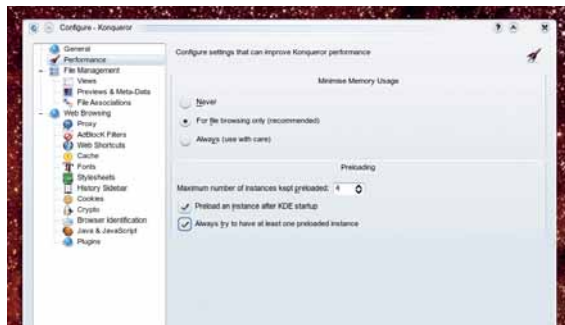 Configure - Konqueror
General
Performance
File Management
Views
Previews & Meta-Data
File Associations
Web Browsing
Proxy
AdBlocK Filters
Web Shortcuts
Cache
Fonts
Stylesheets
History Sidebar
Cookies
Crypto
Browser Identification
Java & JavaScript
Plugins
Configure settings that can improve Konqueror performance
Minimise Memory Usage
Never
For file browsing only (recommended)
Always (use with care)
Preloading
Maximum number of instances kept preloaded: 4
Preload an instance after KDE startup
Always try to have at least one preloaded instance